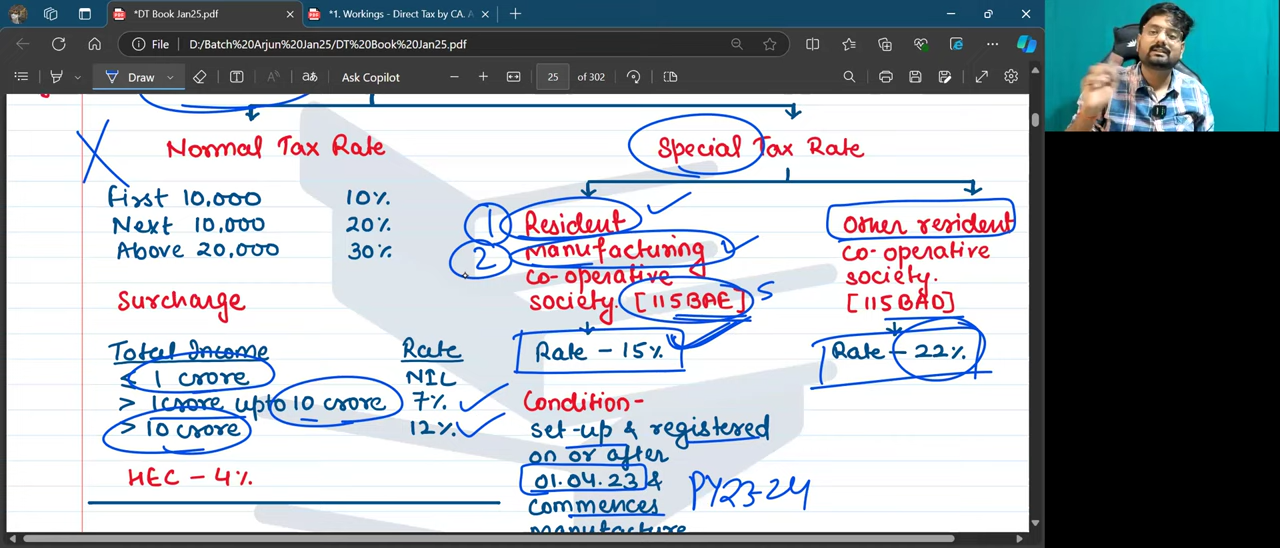 *DT Book Jan25.pdf
*1. Workings - Direct Tax by CA. A
File
D:/Batch%20Arjun%20Jan25/DT%20Book%20Jan25.pdf
Draw
aあ
Ask Copilot
25 of 302
Normal Tax Rate
First 10,000 10%
Next 10,000 20%
Above 20,000 30%
Surcharge
Total Income Rate
< 1 crore NIL
> 1crore upto 10 crore 7%
> 10 crore 12%
HEC - 4%
Special Tax Rate
1 Resident
2 Manufacturing
co-operative
society. [115BAE] 5
Rate - 15%
Condition-
set-up & registered
on or after
01.04.23 &
commences PY23-24
manufacture
Other resident
co-operative
society.
[115BAD]
Rate - 22%